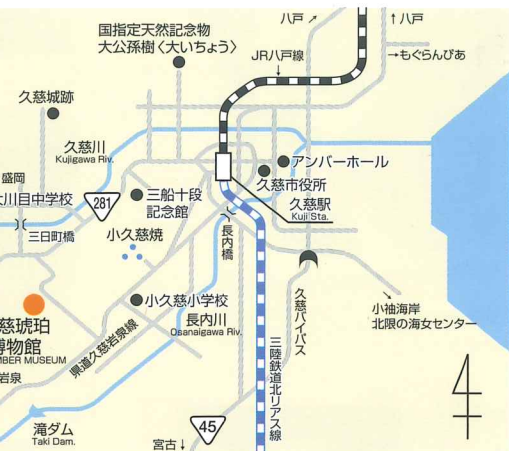 八戸
↑八戸
国指定天然記念物
大公孫樹〈大いちょう〉
JR八戸線
→もぐらんぴあ
久慈城跡
久慈川
Kujigawa Riv.
アンバーホール
久慈市役所
盛岡
大川目中学校
281
三船十段
記念館
久慈駅
Kuji Sta.
三日町橋
小久慈焼
長内橋
小久慈小学校
久慈バイパス
小袖海岸
北限の海女センター
長内川
Osanaigawa Riv.
慈琥珀
博物館
MBER MUSEUM
県道久慈岩泉線
三陸鉄道北リアス線
岩泉
滝ダム
Taki Dam.
45
宮古↓
4